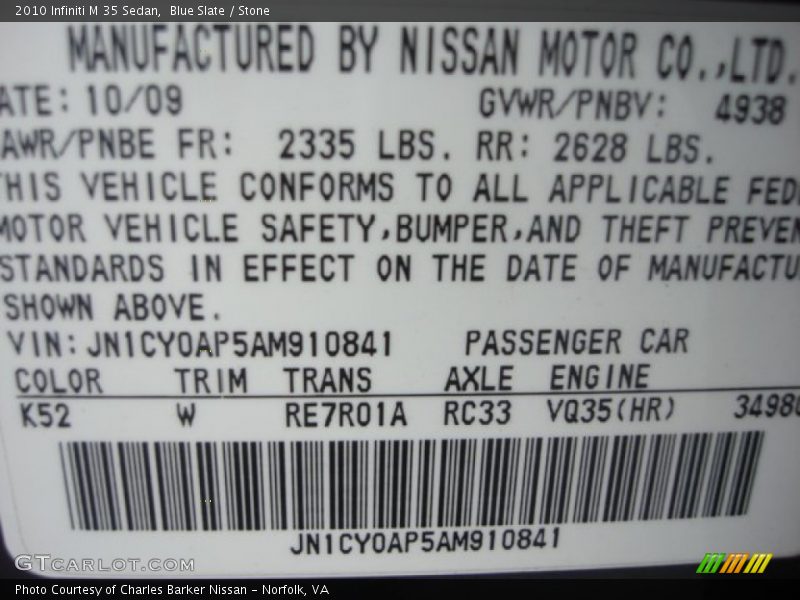 2010 Infiniti M 35 Sedan, Blue Slate / Stone
MANUFACTURED BY NISSAN MOTOR CO.,LTD.
ATE: 10/09 GVWR/PNBV: 4938
AWR/PNBE FR: 2335 LBS. RR: 2628 LBS.
THIS VEHICLE CONFORMS TO ALL APPLICABLE FEDE
MOTOR VEHICLE SAFETY,BUMPER,AND THEFT PREVEN
STANDARDS IN EFFECT ON THE DATE OF MANUFACTU
SHOWN ABOVE.
VIN: JN1CY0AP5AM910841 PASSENGER CAR
COLOR TRIM TRANS AXLE ENGINE
K52 W RE7R01A RC33 VQ35(HR) 34980
JN1CY0AP5AM910841
GTCARLOT.COM
Photo Courtesy of Charles Barker Nissan - Norfolk, VA